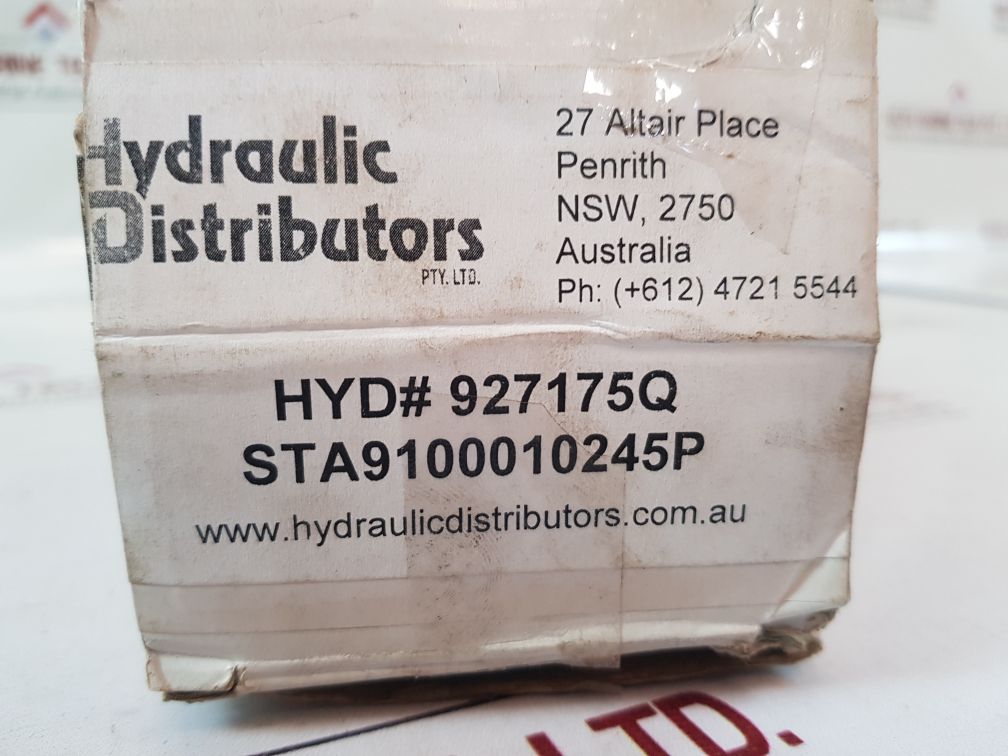 Hydraulic
Distributors
PTY. LTD.
27 Altair Place
Penrith
NSW, 2750
Australia
Ph: (+612) 4721 5544
HYD# 927175Q
STA9100010245P
www.hydraulicdistributors.com.au
LTD.